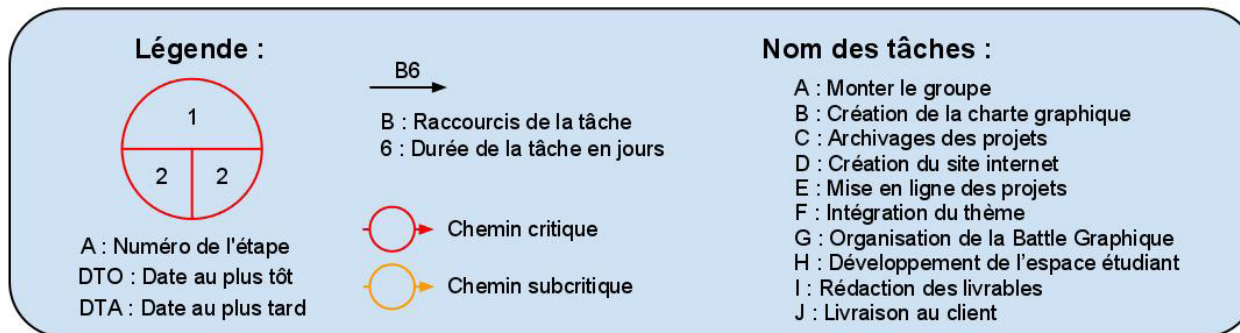 Légende :
1
2 2
A : Numéro de l'étape
DTO : Date au plus tôt
DTA : Date au plus tard
B6
B : Raccourcis de la tâche
6 : Durée de la tâche en jours
Chemin critique
Chemin subcritique
Nom des tâches :
A : Monter le groupe
B : Création de la charte graphique
C : Archivages des projets
D : Création du site internet
E : Mise en ligne des projets
F : Intégration du thème
G : Organisation de la Battle Graphique
H : Développement de l'espace étudiant
I : Rédaction des livrables
J : Livraison au client